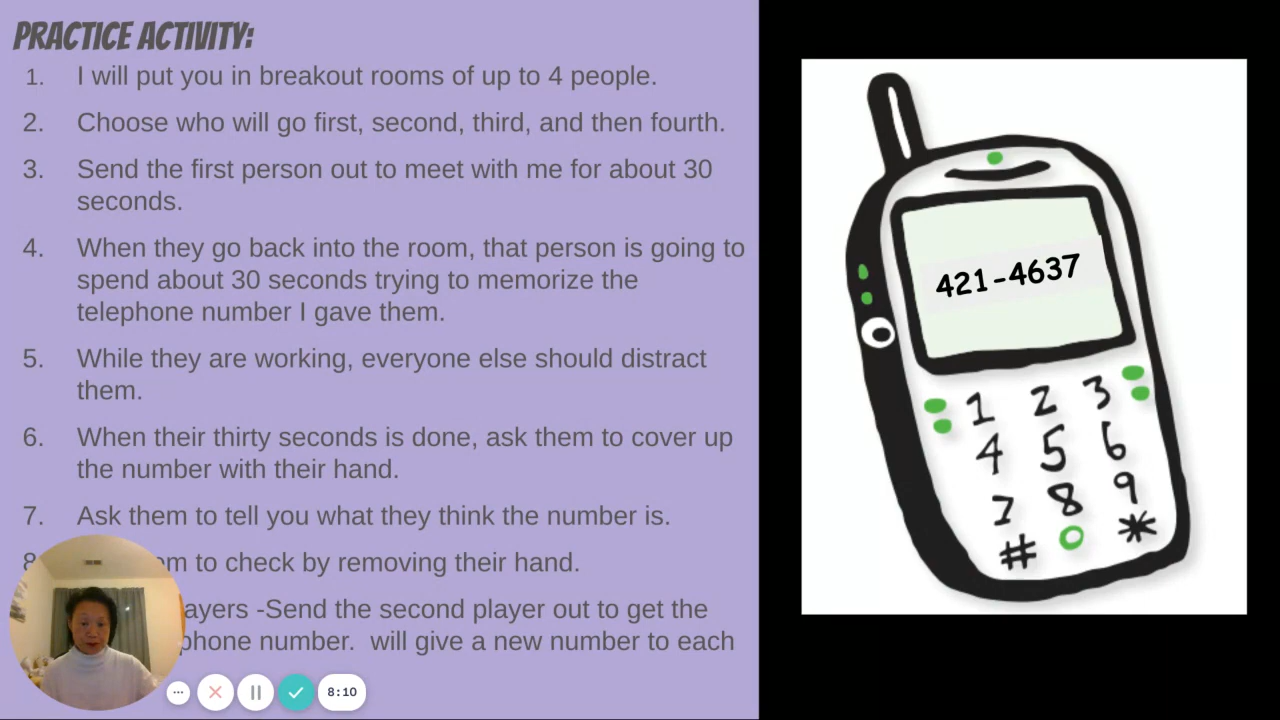 PRACTICE ACTIVITY:
1. I will put you in breakout rooms of up to 4 people.
2. Choose who will go first, second, third, and then fourth.
3. Send the first person out to meet with me for about 30
seconds.
4. When they go back into the room, that person is going to
spend about 30 seconds trying to memorize the
telephone number I gave them.
5. While they are working, everyone else should distract
them.
6. When their thirty seconds is done, ask them to cover up
the number with their hand.
7. Ask them to tell you what they think the number is.
8 to check by removing their hand.
-Send the second player out to get the
number. will give a new number to each
8:10
421-4637
1 2 3
4 5 6
7 8 9
# 0 *